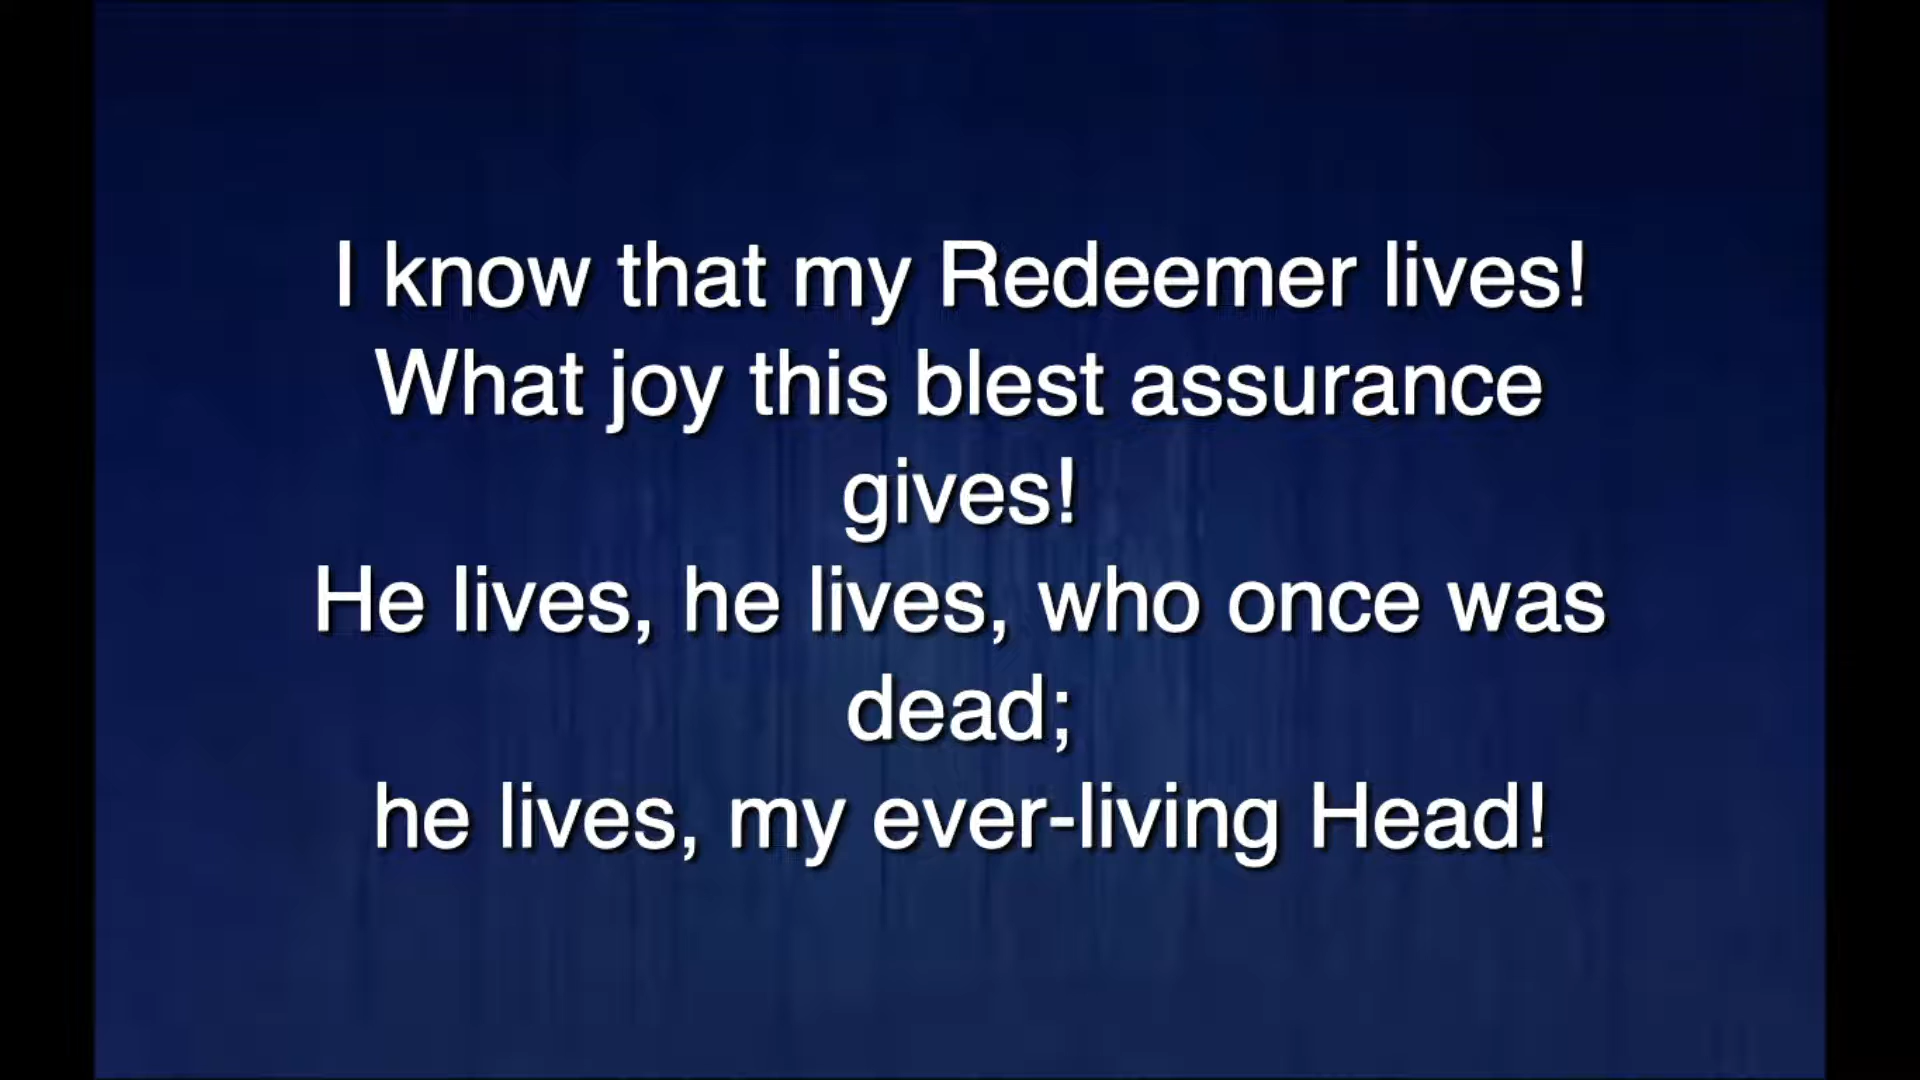 I know that my Redeemer lives!
What joy this blest assurance
gives!
He lives, he lives, who once was
dead;
he lives, my ever-living Head!